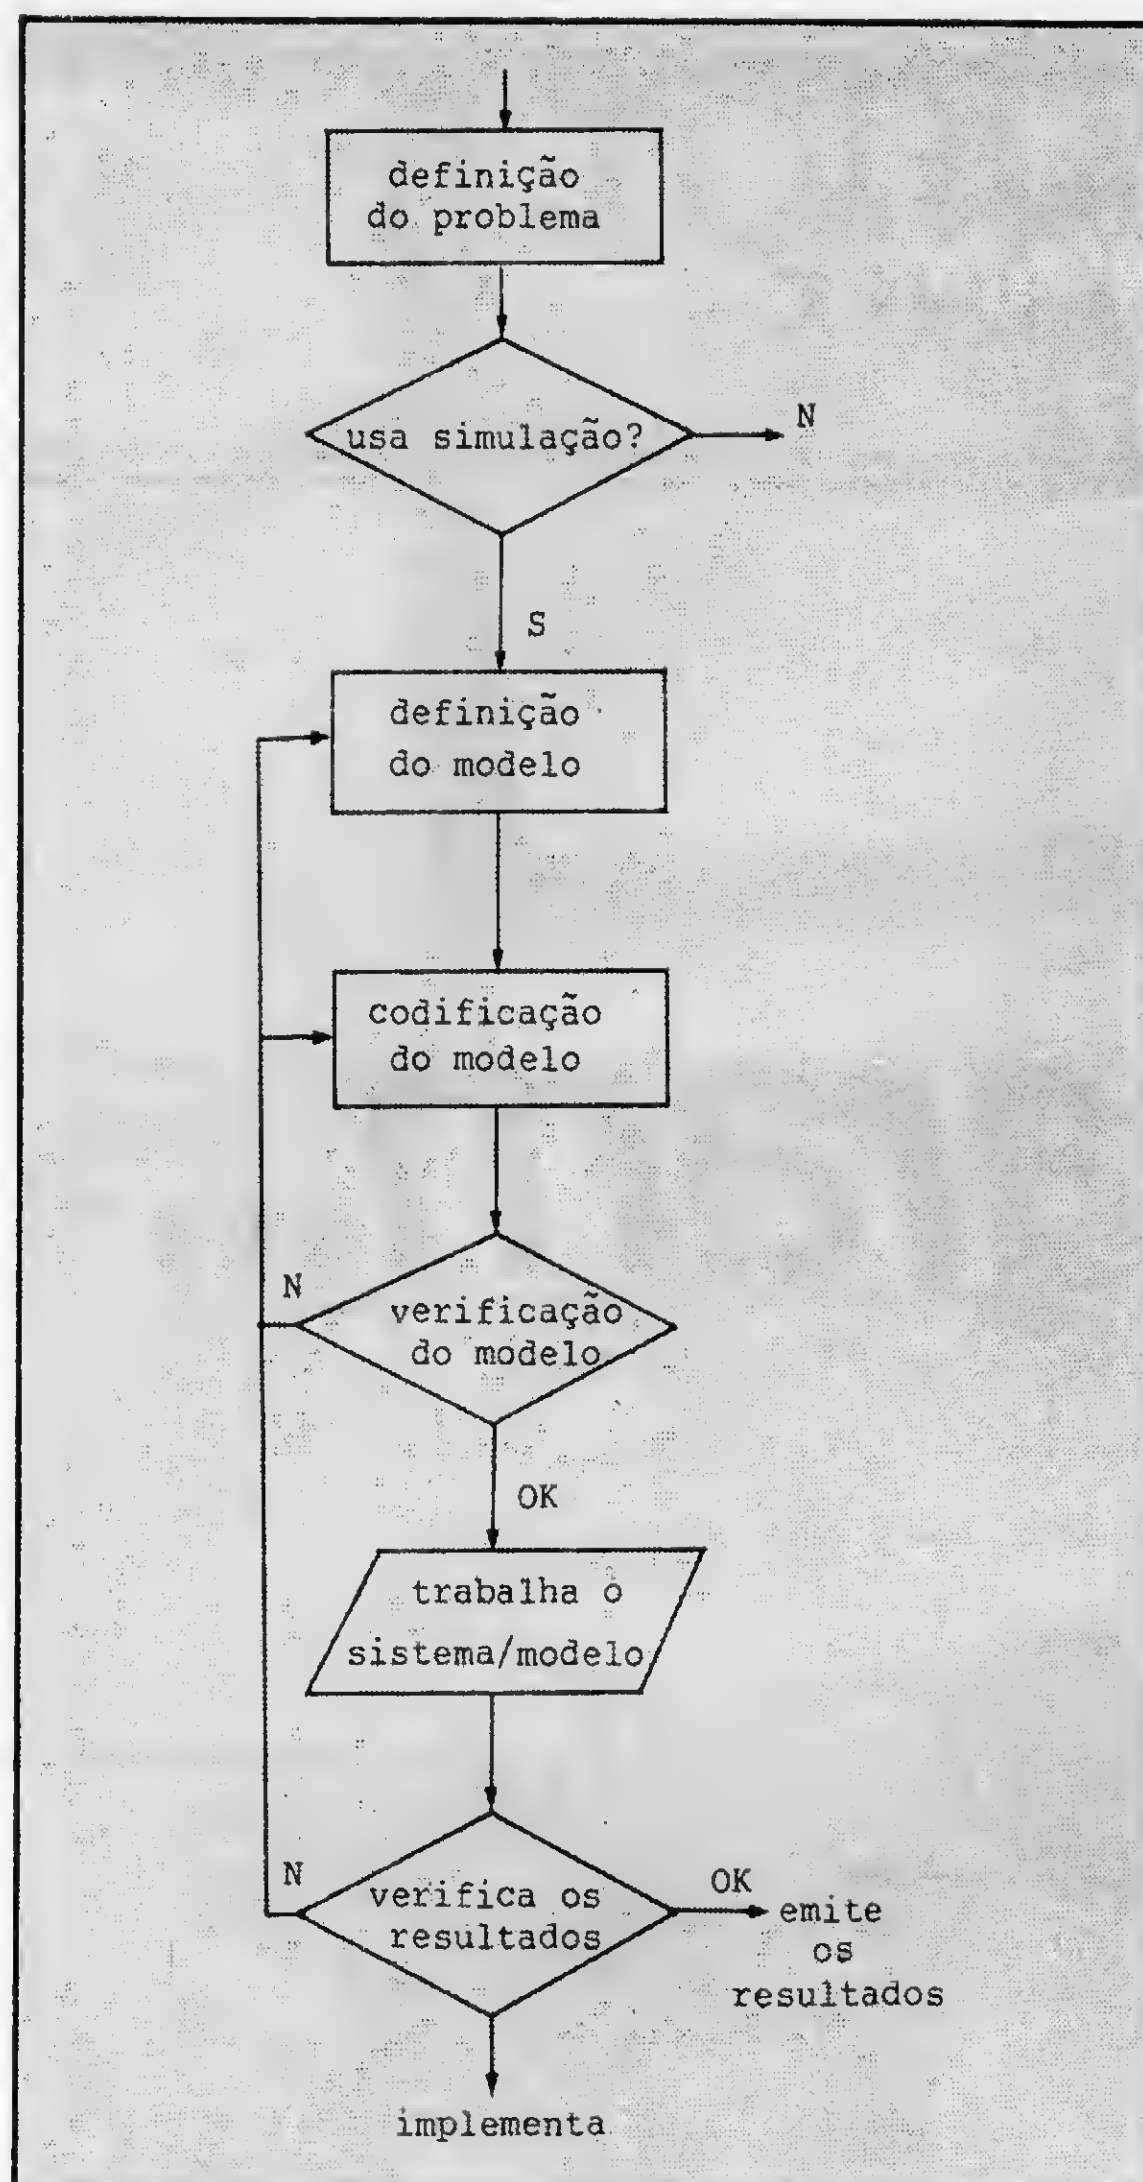 definição
do problema
usa simulação?
N
S
definição
do modelo
codificação
do modelo
N
verificação
do modelo
OK
trabalha o
sistema/modelo
N
verifica os
resultados
OK
emite
os
resultados
implementa